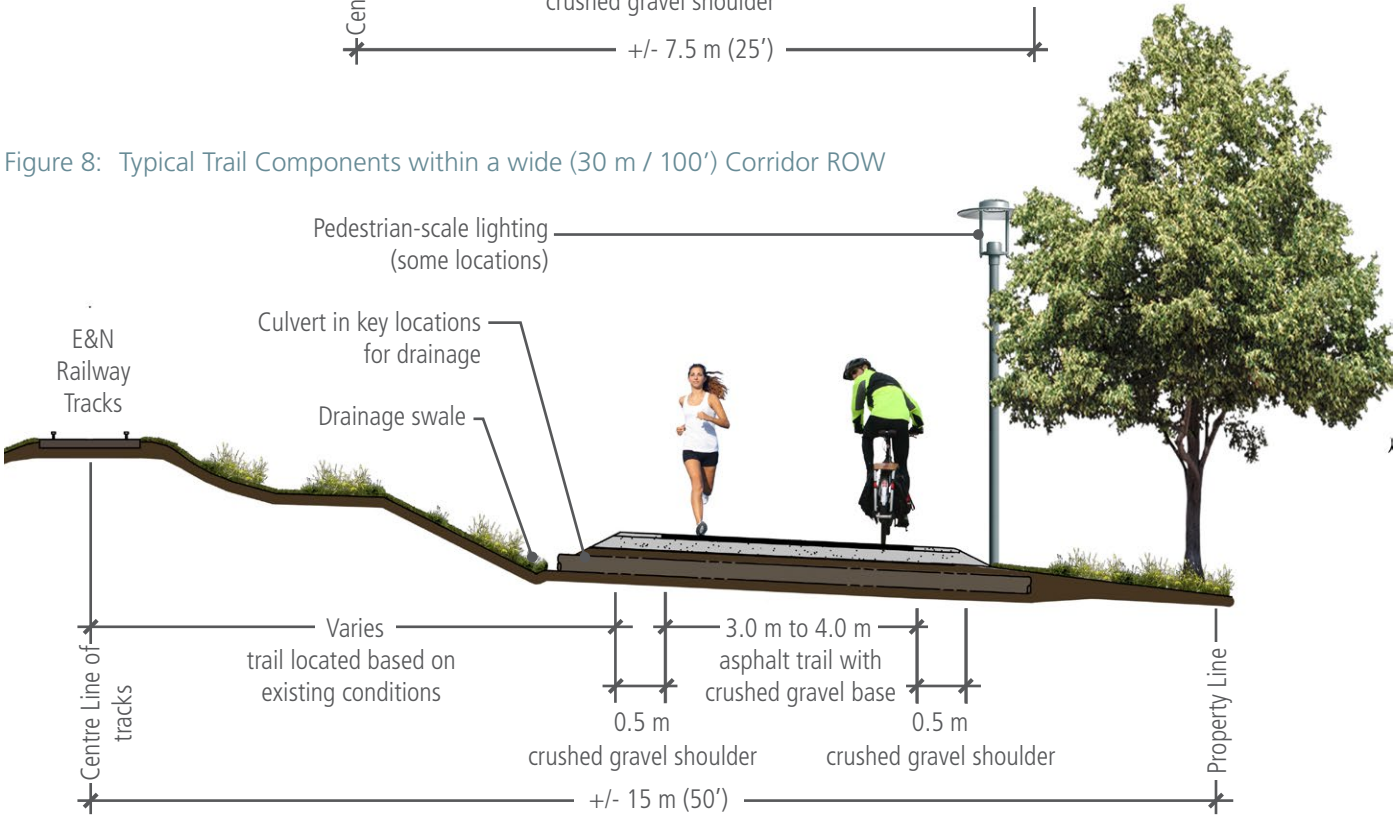 crushed gravel shoulder
Cen
+/- 7.5 m (25')
Figure 8: Typical Trail Components within a wide (30 m / 100') Corridor ROW
Pedestrian-scale lighting
(some locations)
Culvert in key locations
for drainage
E&N
Railway
Tracks
Drainage swale
Varies
trail located based on
existing conditions
3.0 m to 4.0 m
asphalt trail with
crushed gravel base
0.5 m
crushed gravel shoulder
0.5 m
crushed gravel shoulder
Centre Line of
tracks
Property Line
+/- 15 m (50')